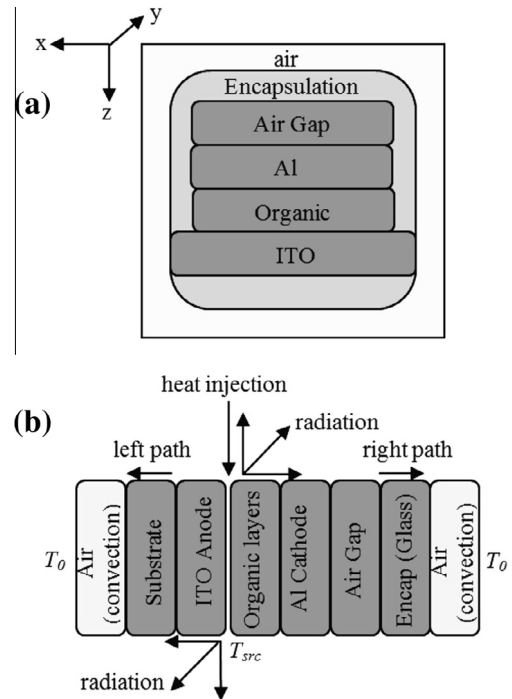 y
x
z
(a)
air
Encapsulation
Air Gap
Al
Organic
ITO
heat injection
(b)
radiation
left path
right path
T0
Air
(convection)
Substrate
ITO Anode
Organic layers
Al Cathode
Air Gap
Encap (Glass)
Air
(convection)
T0
Tsrc
radiation